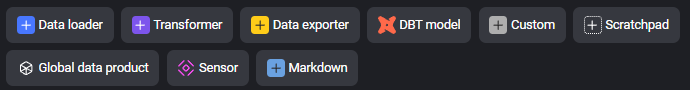 Data loader Transformer Data exporter DBT model Custom Scratchpad
Global data product Sensor Markdown